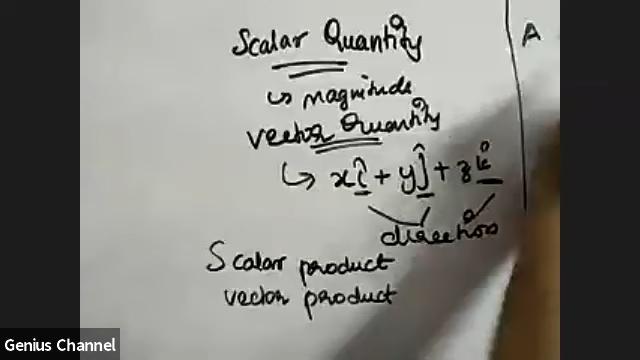 Scalar Quantity
↳ magnitude
vector Quantity
↳ xî + yĵ + zk̂
direction
Scalar product
vector product
A
Genius Channel